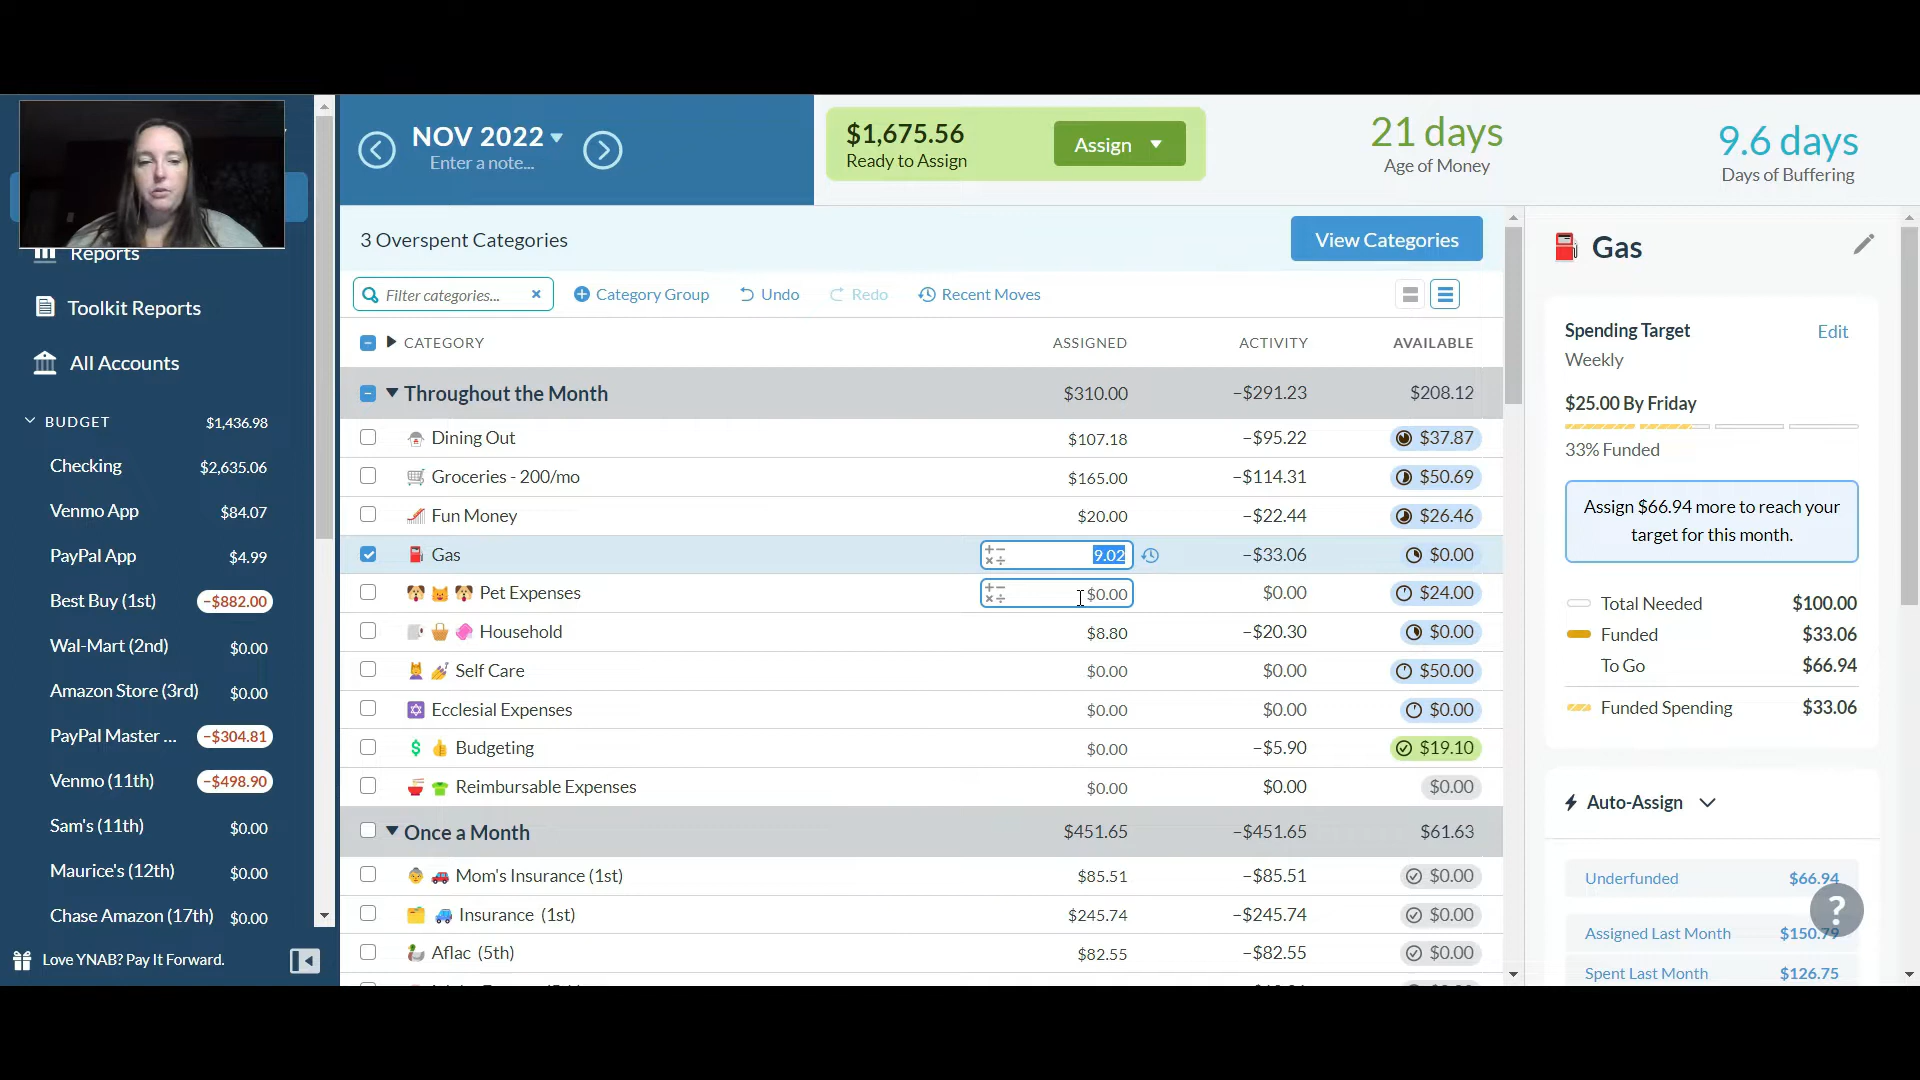 NOV 2022
Enter a note...
$1,675.56
Ready to Assign
Assign
21 days
Age of Money
9.6 days
Days of Buffering
Reports
Toolkit Reports
All Accounts
BUDGET $1,436.98
Checking $2,635.06
Venmo App $84.07
PayPal App $4.99
Best Buy (1st) −$882.00
Wal-Mart (2nd) $0.00
Amazon Store (3rd) $0.00
PayPal Master ... −$304.81
Venmo (11th) −$498.90
Sam's (11th) $0.00
Maurice's (12th) $0.00
Chase Amazon (17th) $0.00
Love YNAB? Pay It Forward.
3 Overspent Categories
View Categories
Filter categories...
Category Group
Undo
Redo
Recent Moves
CATEGORY ASSIGNED ACTIVITY AVAILABLE
Throughout the Month $310.00 −$291.23 $208.12
Dining Out $107.18 −$95.22 $37.87
Groceries - 200/mo $165.00 −$114.31 $50.69
Fun Money $20.00 −$22.44 $26.46
Gas 9.02 −$33.06 $0.00
Pet Expenses $0.00 $0.00 $24.00
Household $8.80 −$20.30 $0.00
Self Care $0.00 $0.00 $50.00
Ecclesial Expenses $0.00 $0.00 $0.00
Budgeting $0.00 −$5.90 $19.10
Reimbursable Expenses $0.00 $0.00 $0.00
Once a Month $451.65 −$451.65 $61.63
Mom's Insurance (1st) $85.51 −$85.51 $0.00
Insurance (1st) $245.74 −$245.74 $0.00
Aflac (5th) $82.55 −$82.55 $0.00
Gas
Spending Target Edit
Weekly
$25.00 By Friday
33% Funded
Assign $66.94 more to reach your
target for this month.
Total Needed $100.00
Funded $33.06
To Go $66.94
Funded Spending $33.06
Auto-Assign
Underfunded $66.94
Assigned Last Month $150.79
Spent Last Month $126.75
?